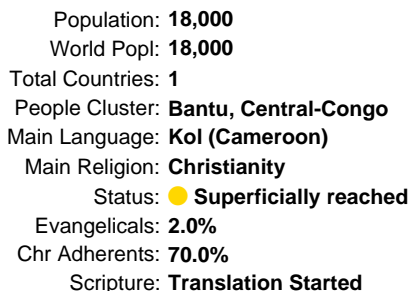 Population: 18,000
World Popl: 18,000
Total Countries: 1
People Cluster: Bantu, Central-Congo
Main Language: Kol (Cameroon)
Main Religion: Christianity
Status: Superficially reached
Evangelicals: 2.0%
Chr Adherents: 70.0%
Scripture: Translation Started